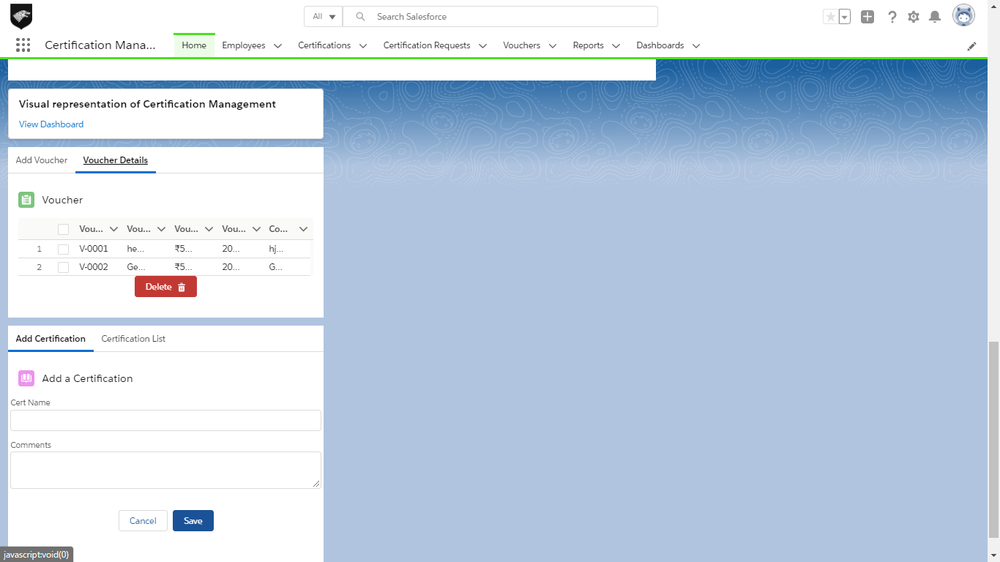 All Search Salesforce
Certification Mana... Home Employees Certifications Certification Requests Vouchers Reports Dashboards
Visual representation of Certification Management
View Dashboard
Add Voucher Voucher Details
Voucher
Vou... Vou... Vou... Vou... Co...
1 V-0001 he... ₹5... 20... hj...
2 V-0002 Ge... ₹5... 20... G...
Delete
Add Certification Certification List
Add a Certification
Cert Name
Comments
Cancel Save
javascript:void(0)